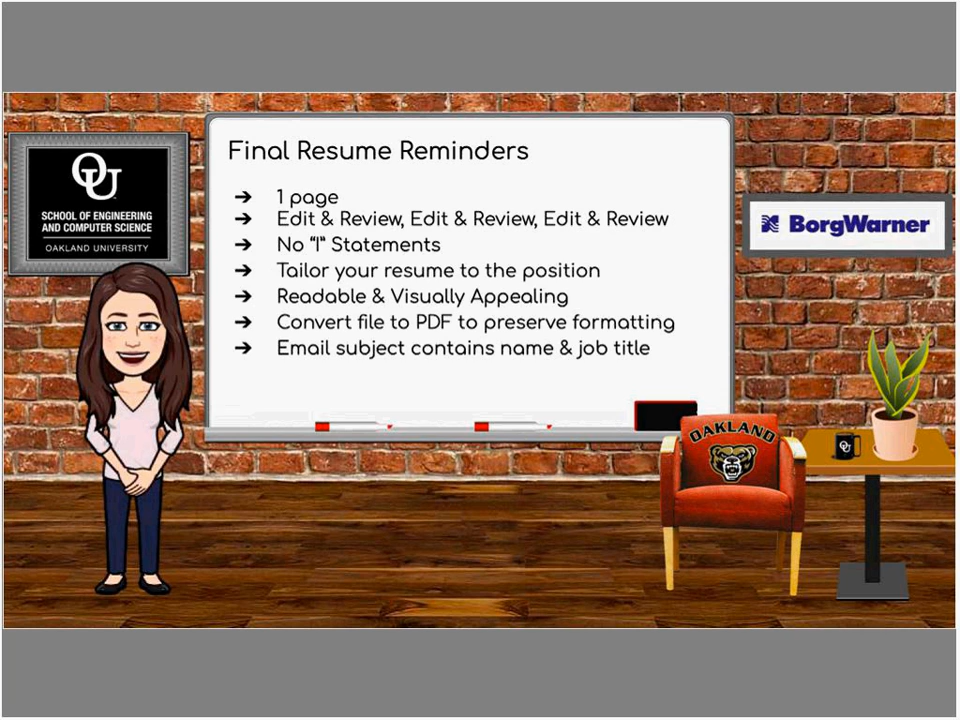 OU
SCHOOL OF ENGINEERING
AND COMPUTER SCIENCE
OAKLAND UNIVERSITY
Final Resume Reminders
➔ 1 page
➔ Edit & Review, Edit & Review, Edit & Review
➔ No “I” Statements
➔ Tailor your resume to the position
➔ Readable & Visually Appealing
➔ Convert file to PDF to preserve formatting
➔ Email subject contains name & job title
BorgWarner
OAKLAND
OU